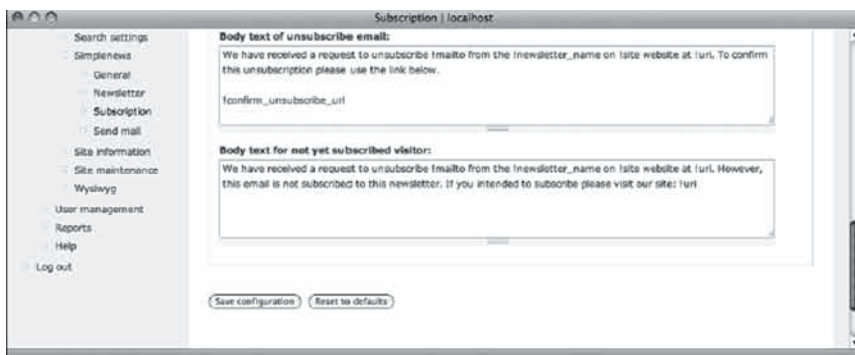 Subscription | localhost
Search settings
Simplenews
General
Newsletter
Subscription
Send mail
Site information
Site maintenance
Wysiwyg
User management
Reports
Help
Log out
Body text of unsubscribe email:
We have received a request to unsubscribe !mailto from the !newsletter_name on !site website at !uri. To confirm
this unsubscription please use the link below.
!confirm_unsubscribe_url
Body text for not yet subscribed visitor:
We have received a request to unsubscribe !mailto from the !newsletter_name on !site website at !uri. However,
this email is not subscribed to this newsletter. If you intended to subscribe please visit our site: !uri
Save configuration
Reset to defaults